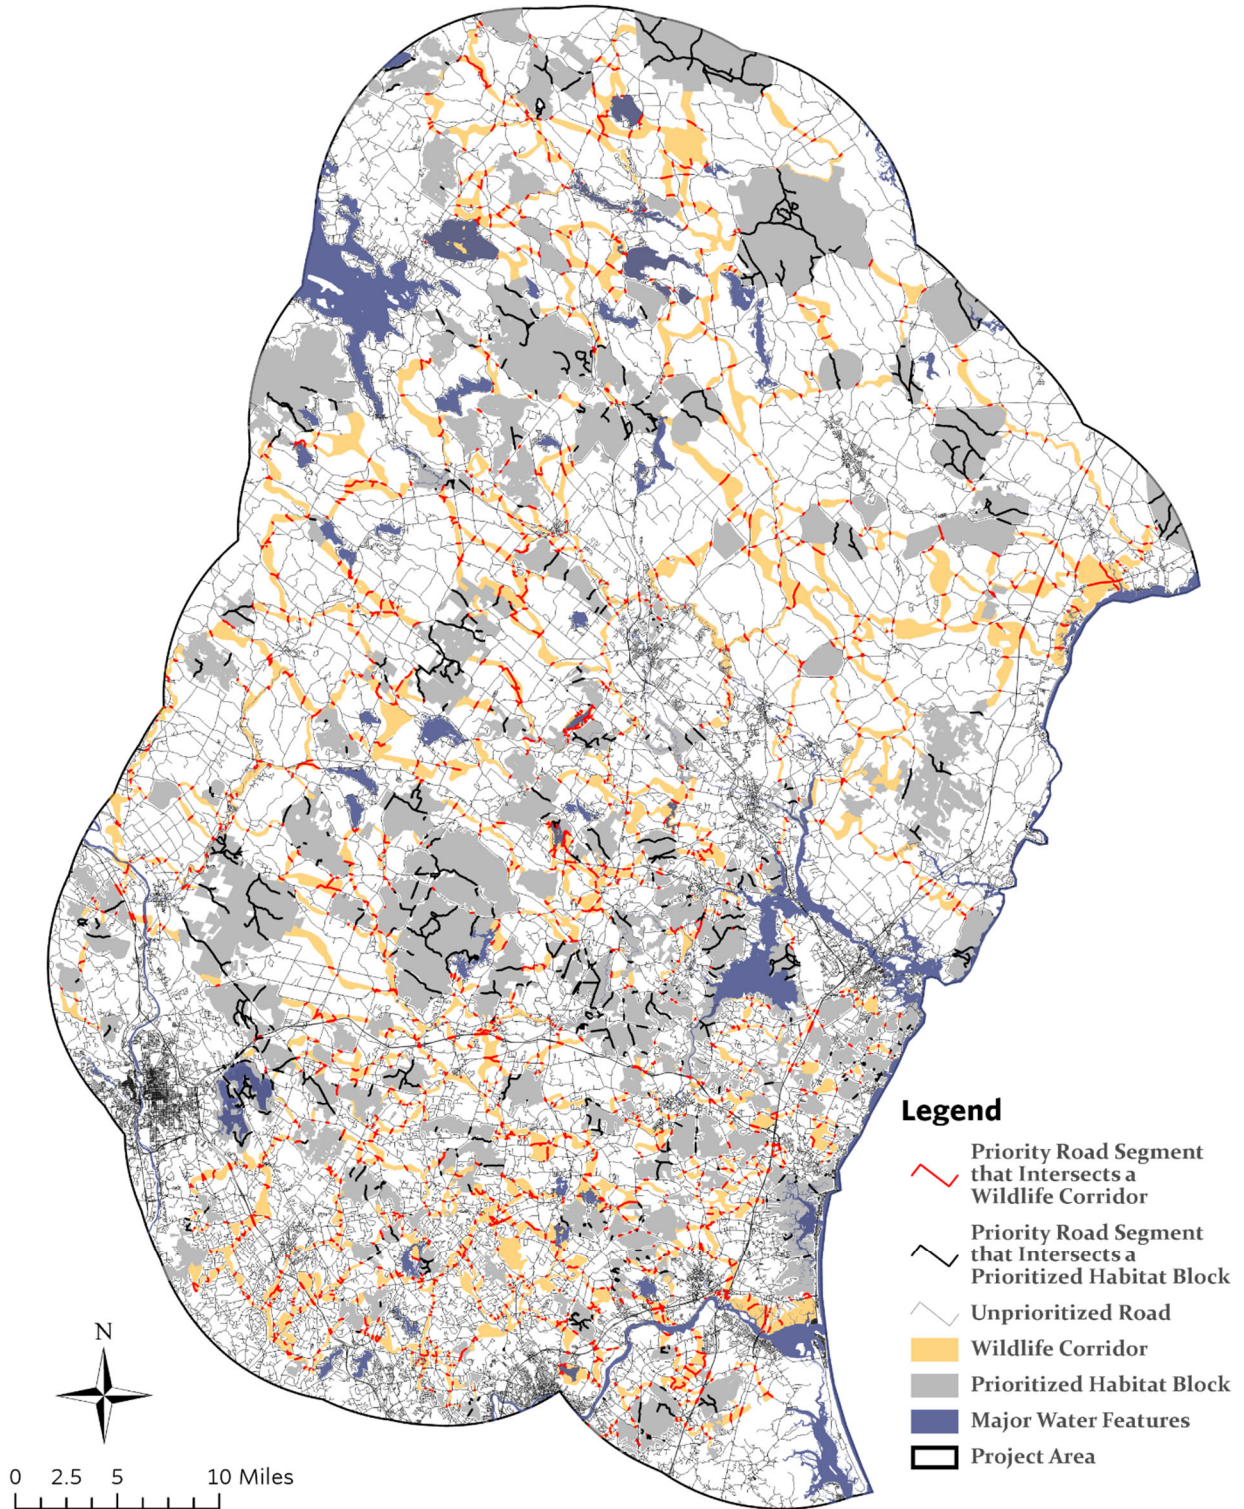 Legend
Priority Road Segment
that Intersects a
Wildlife Corridor
Priority Road Segment
that Intersects a
Prioritized Habitat Block
Unprioritized Road
Wildlife Corridor
Prioritized Habitat Block
Major Water Features
Project Area
N
0 2.5 5 10 Miles